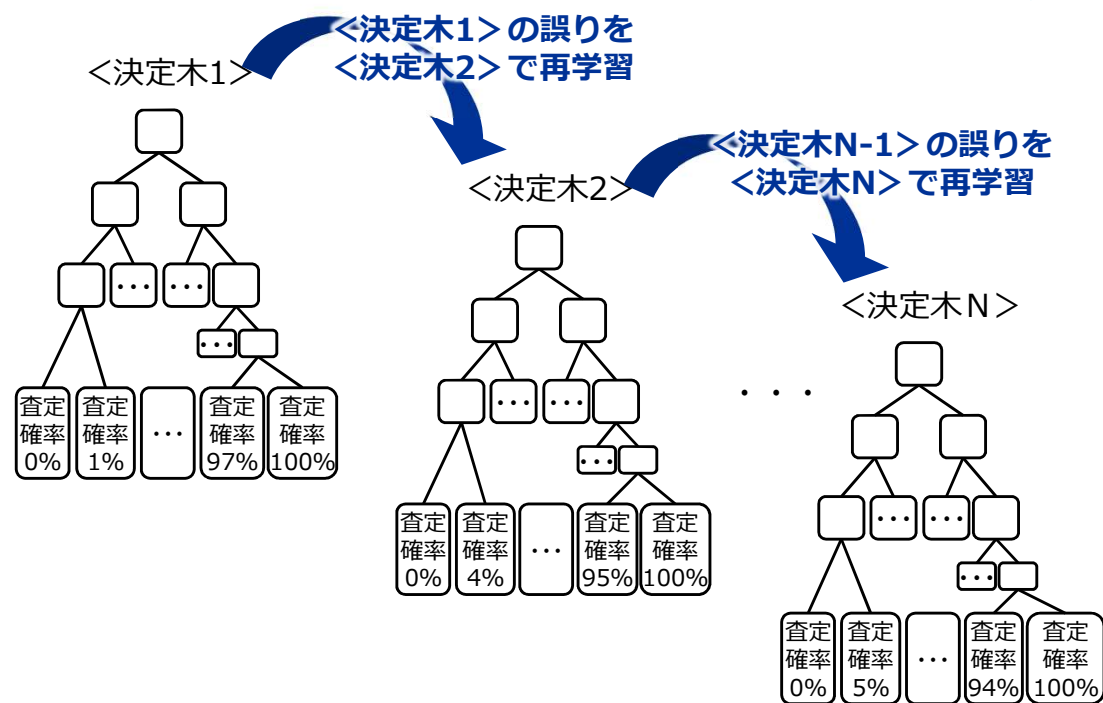 <決定木1>の誤りを
<決定木2>で再学習
<決定木1>
<決定木N-1>の誤りを
<決定木N>で再学習
<決定木2>
<決定木N>
・・・
・・・
・・・
査定
確率
0%
査定
確率
1%
・・・
査定
確率
97%
査定
確率
100%
・・・
・・・
・・・
査定
確率
0%
査定
確率
4%
・・・
査定
確率
95%
査定
確率
100%
・・・
・・・
・・・
・・・
査定
確率
0%
査定
確率
5%
・・・
査定
確率
94%
査定
確率
100%